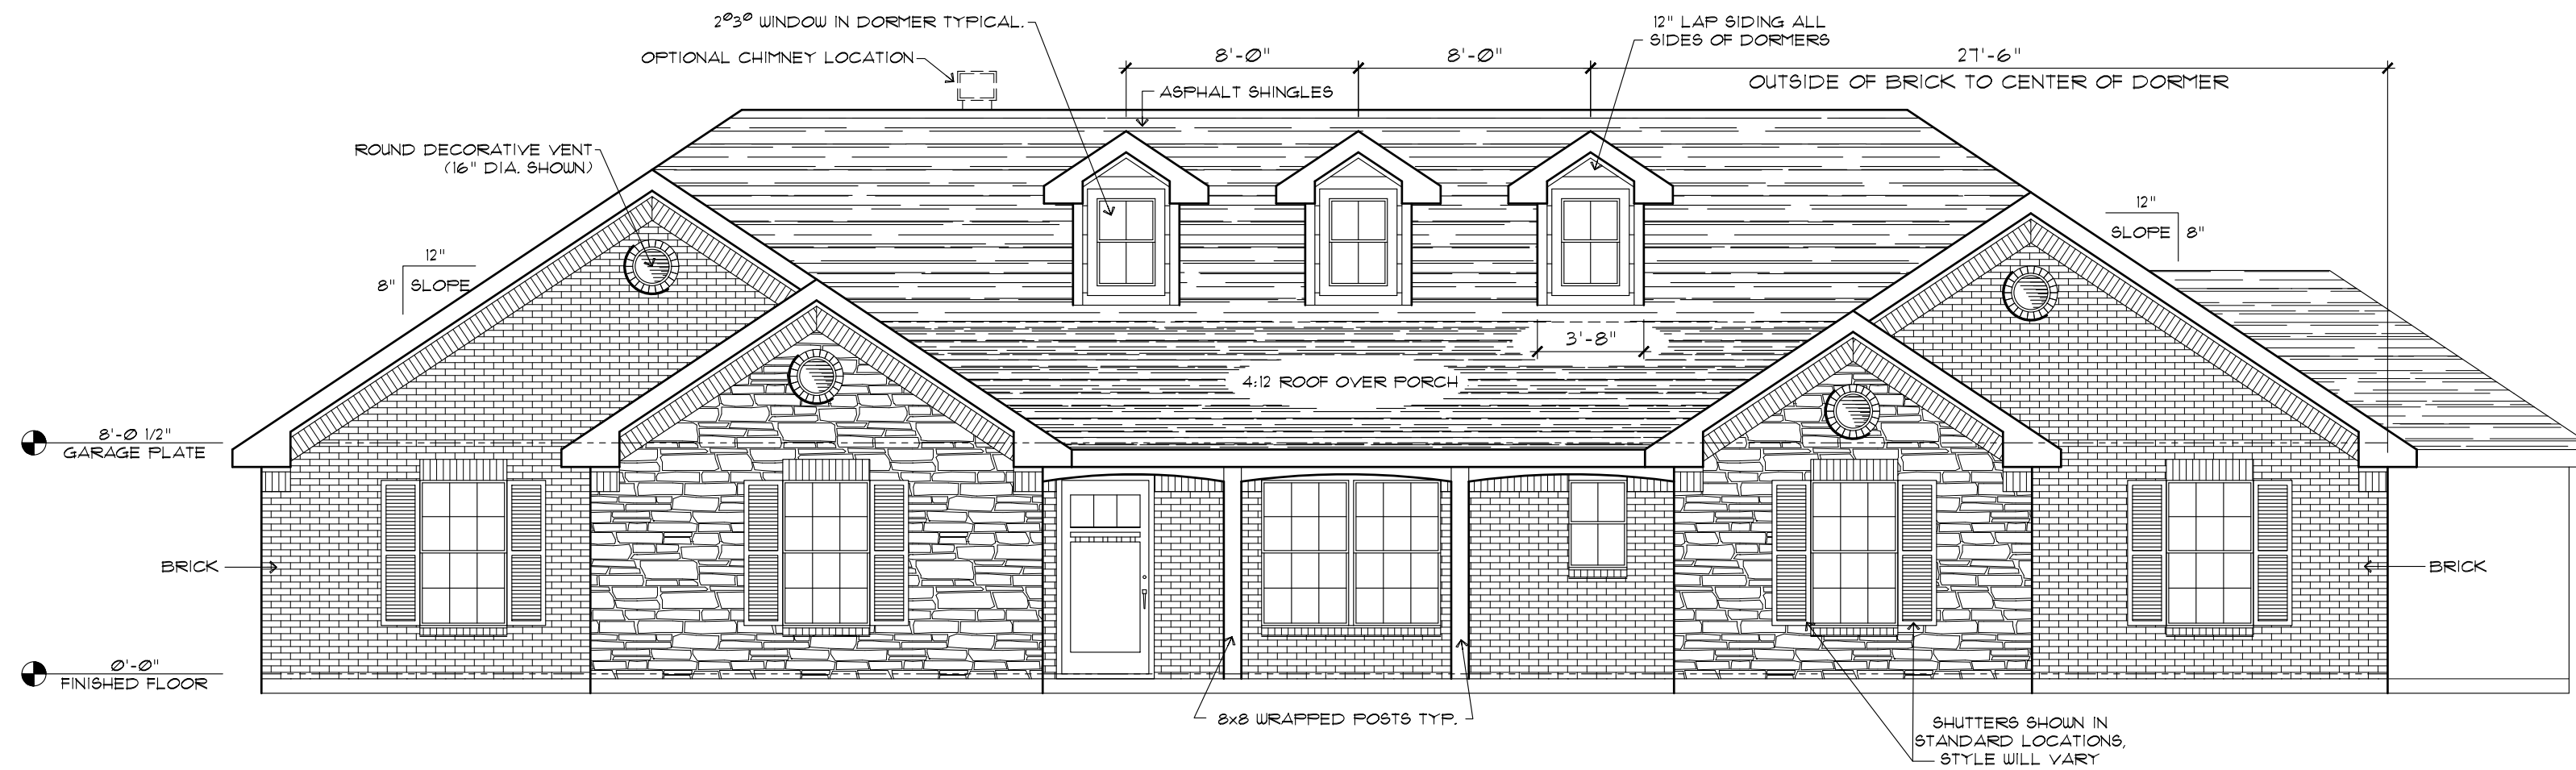 2⁰3⁰ WINDOW IN DORMER TYPICAL.
OPTIONAL CHIMNEY LOCATION
12" LAP SIDING ALL
SIDES OF DORMERS
8'-0"
8'-0"
27'-6"
OUTSIDE OF BRICK TO CENTER OF DORMER
ASPHALT SHINGLES
ROUND DECORATIVE VENT
(16" DIA. SHOWN)
12"
8"
SLOPE
12"
SLOPE
8"
3'-8"
4:12 ROOF OVER PORCH
8'-0 1/2"
GARAGE PLATE
BRICK
BRICK
0'-0"
FINISHED FLOOR
8x8 WRAPPED POSTS TYP.
SHUTTERS SHOWN IN
STANDARD LOCATIONS,
STYLE WILL VARY